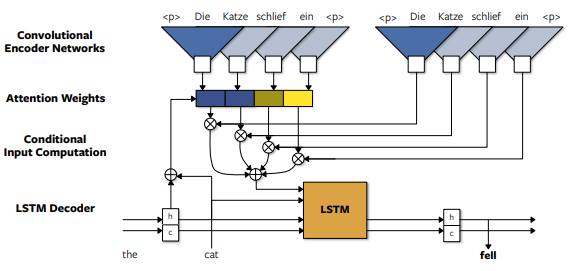 <p> Die Katze schlief ein <p>
<p> Die Katze schlief ein <p>
Convolutional
Encoder Networks
Attention Weights
Conditional
Input Computation
LSTM Decoder
LSTM
h
c
h
c
the
cat
fell